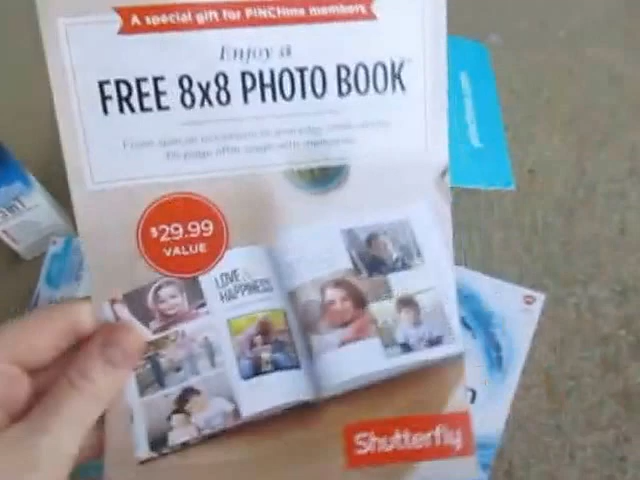 A special gift for PINCHme members
Enjoy a
FREE 8x8 PHOTO BOOK
$29.99
VALUE
LOVE &
HAPPINESS
Shutterfly